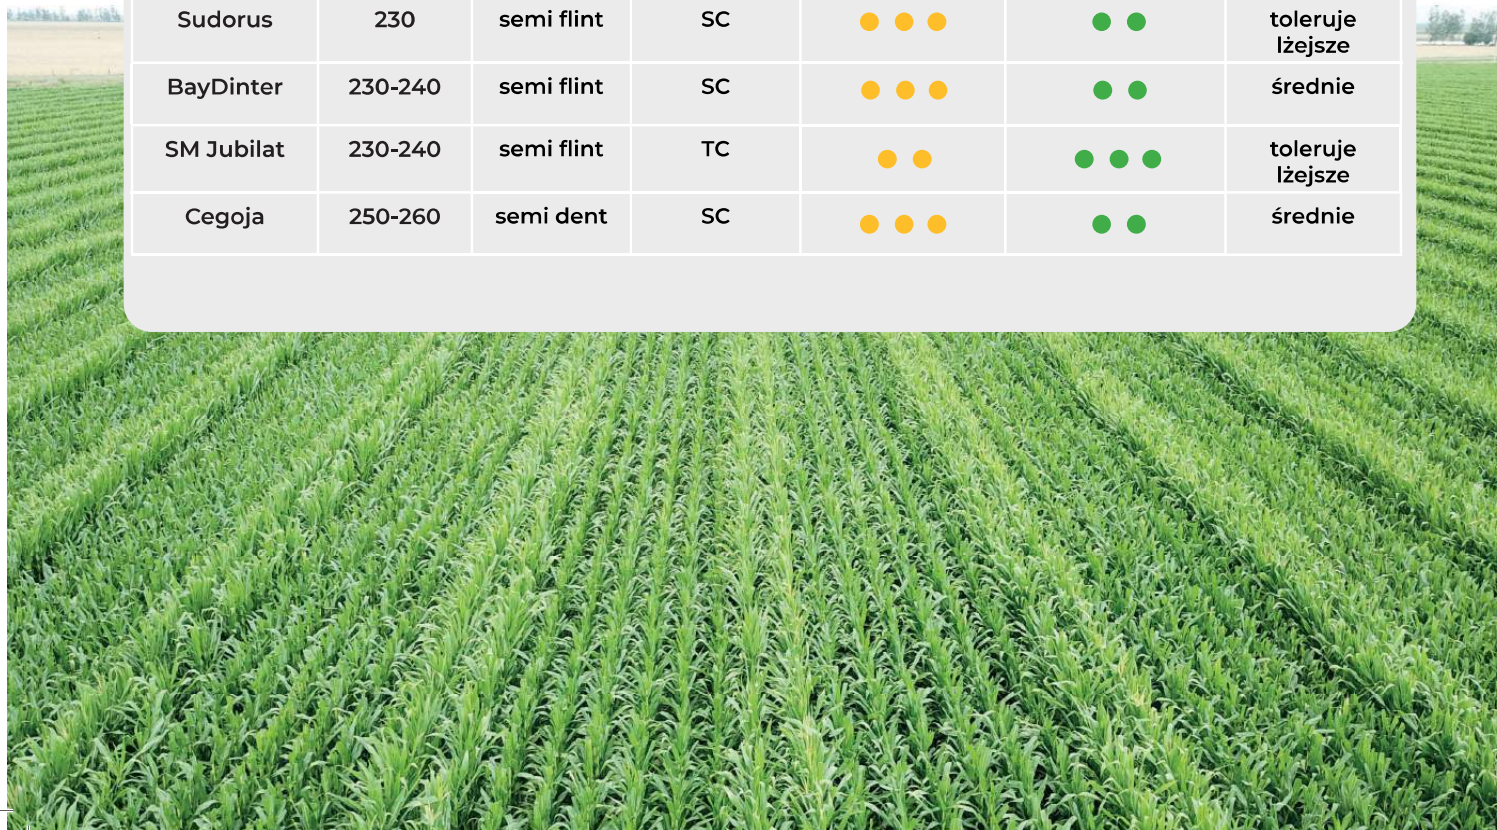 Sudorus 230 semi flint SC toleruje
lżejsze
BayDinter 230-240 semi flint SC średnie
SM Jubilat 230-240 semi flint TC toleruje
lżejsze
Cegoja 250-260 semi dent SC średnie